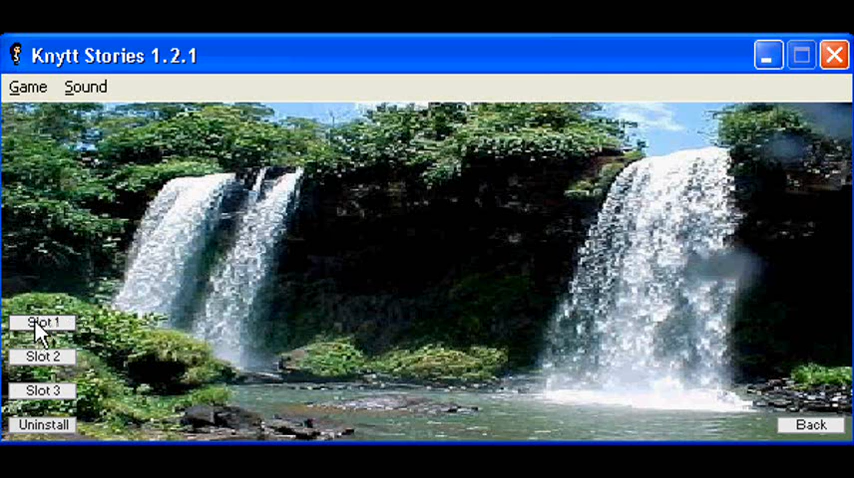 Knytt Stories 1.2.1
Game Sound
Slot 1
Slot 2
Slot 3
Uninstall
Back